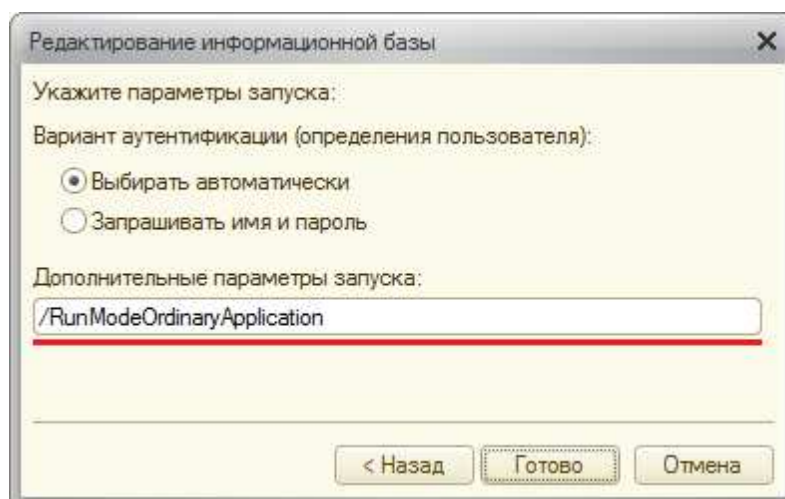 Редактирование информационной базы
Укажите параметры запуска:
Вариант аутентификации (определения пользователя):
Выбирать автоматически
Запрашивать имя и пароль
Дополнительные параметры запуска:
/RunModeOrdinaryApplication
< Назад Готово Отмена